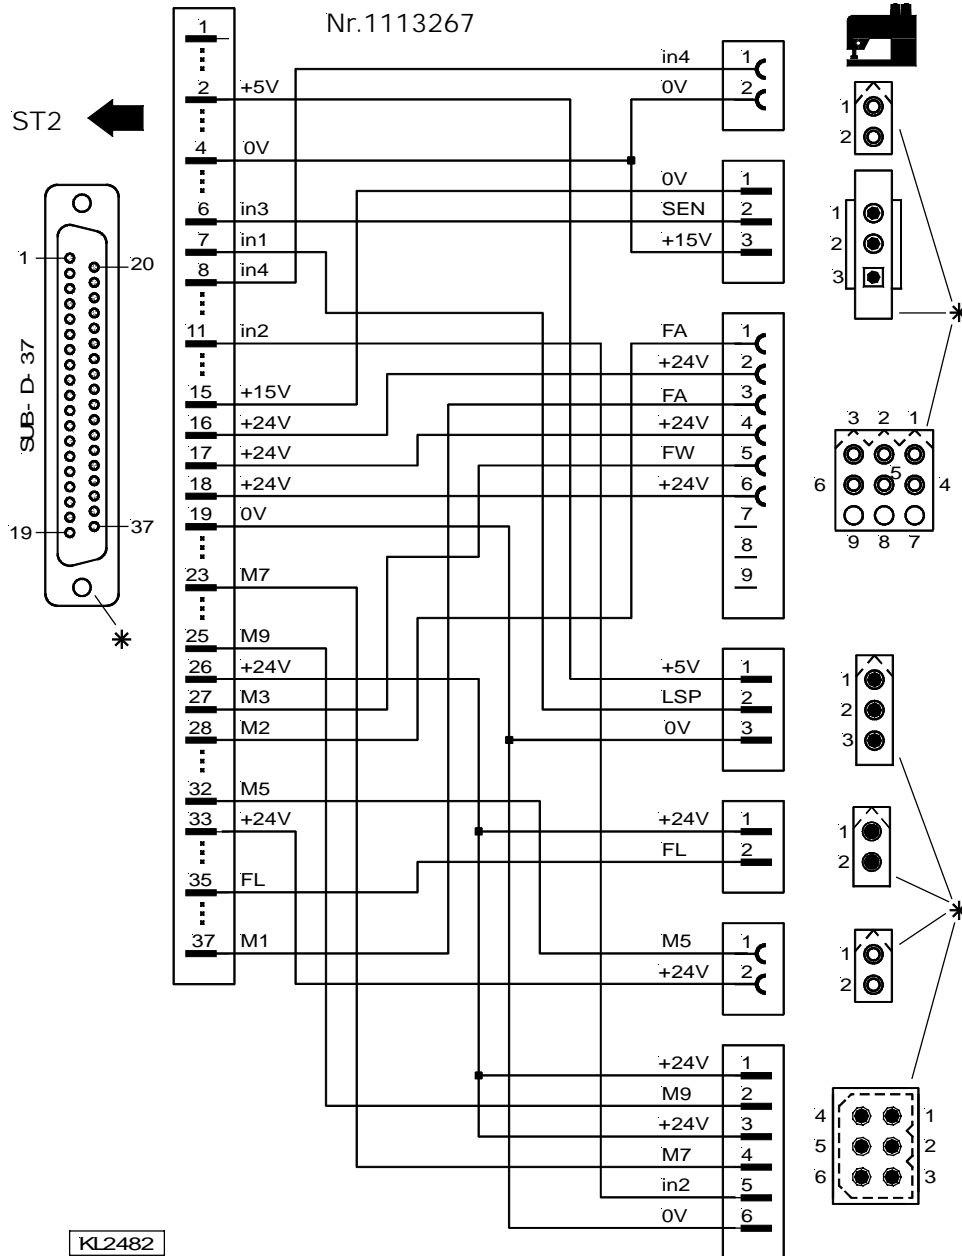 Nr.1113267
ST2
SUB-D-37
1
20
19
37
1
2 +5V
4 0V
6 in3
7 in1
8 in4
11 in2
15 +15V
16 +24V
17 +24V
18 +24V
19 0V
23 M7
25 M9
26 +24V
27 M3
28 M2
32 M5
33 +24V
35 FL
37 M1
in4 1
0V 2
0V 1
SEN 2
+15V 3
FA 1
+24V 2
FA 3
+24V 4
FW 5
+24V 6
7
8
9
+5V 1
LSP 2
0V 3
+24V 1
FL 2
M5 1
+24V 2
+24V 1
M9 2
+24V 3
M7 4
in2 5
0V 6
1
2
1
2
3
3 2 1
6 5 4
9 8 7
1
2
3
1
2
1
2
4 1
5 2
6 3
KL2482